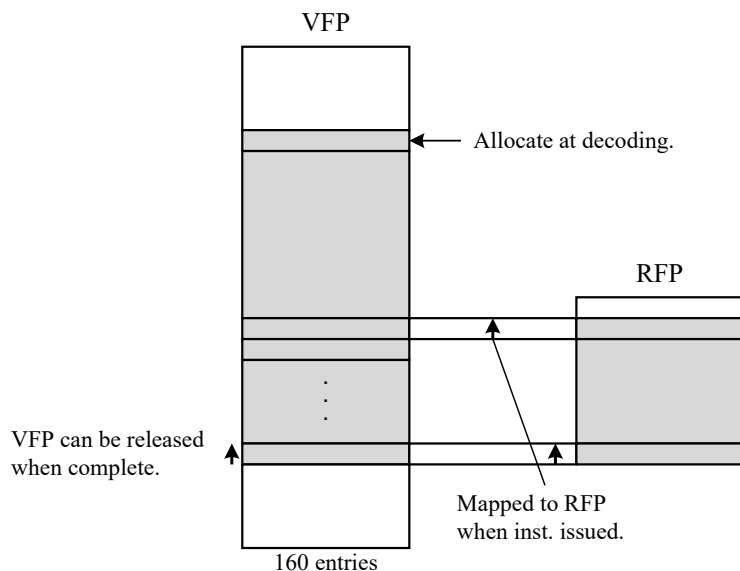 VFP
Allocate at decoding.
RFP
.
.
.
VFP can be released
when complete.
Mapped to RFP
when inst. issued.
160 entries